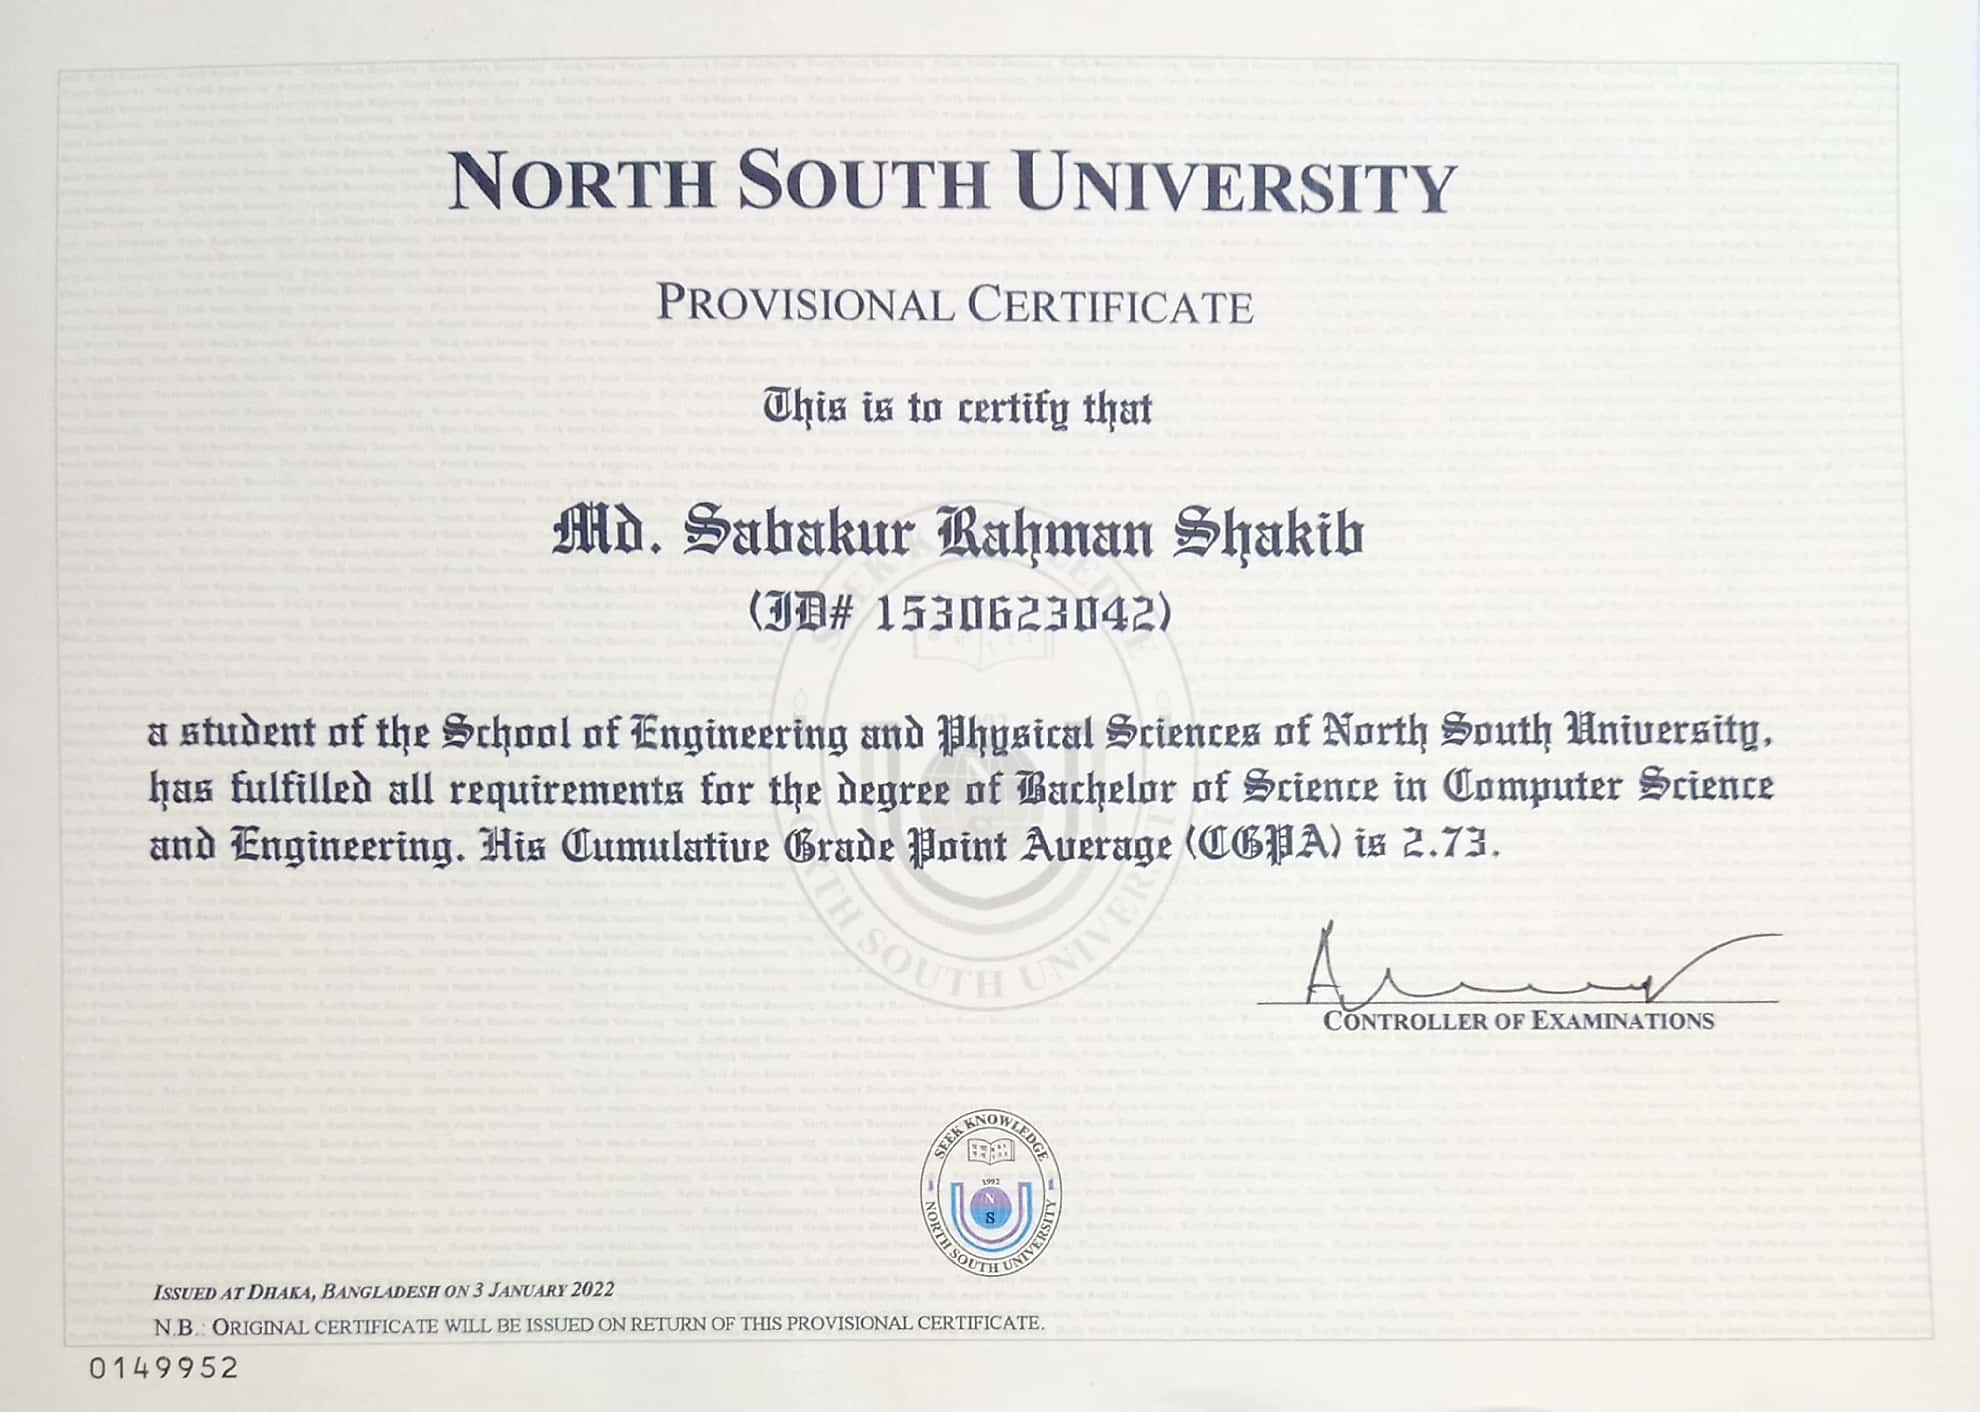 NORTH SOUTH UNIVERSITY
PROVISIONAL CERTIFICATE
This is to certify that
Md. Sabakur Rahman Shakib
(ID# 1530623042)
a student of the School of Engineering and Physical Sciences of North South University,
has fulfilled all requirements for the degree of Bachelor of Science in Computer Science
and Engineering. His Cumulative Grade Point Average (CGPA) is 2.73.
CONTROLLER OF EXAMINATIONS
SEEK KNOWLEDGE
1992
N
S
NORTH SOUTH UNIVERSITY
ISSUED AT DHAKA, BANGLADESH ON 3 JANUARY 2022
N.B.: ORIGINAL CERTIFICATE WILL BE ISSUED ON RETURN OF THIS PROVISIONAL CERTIFICATE.
0149952